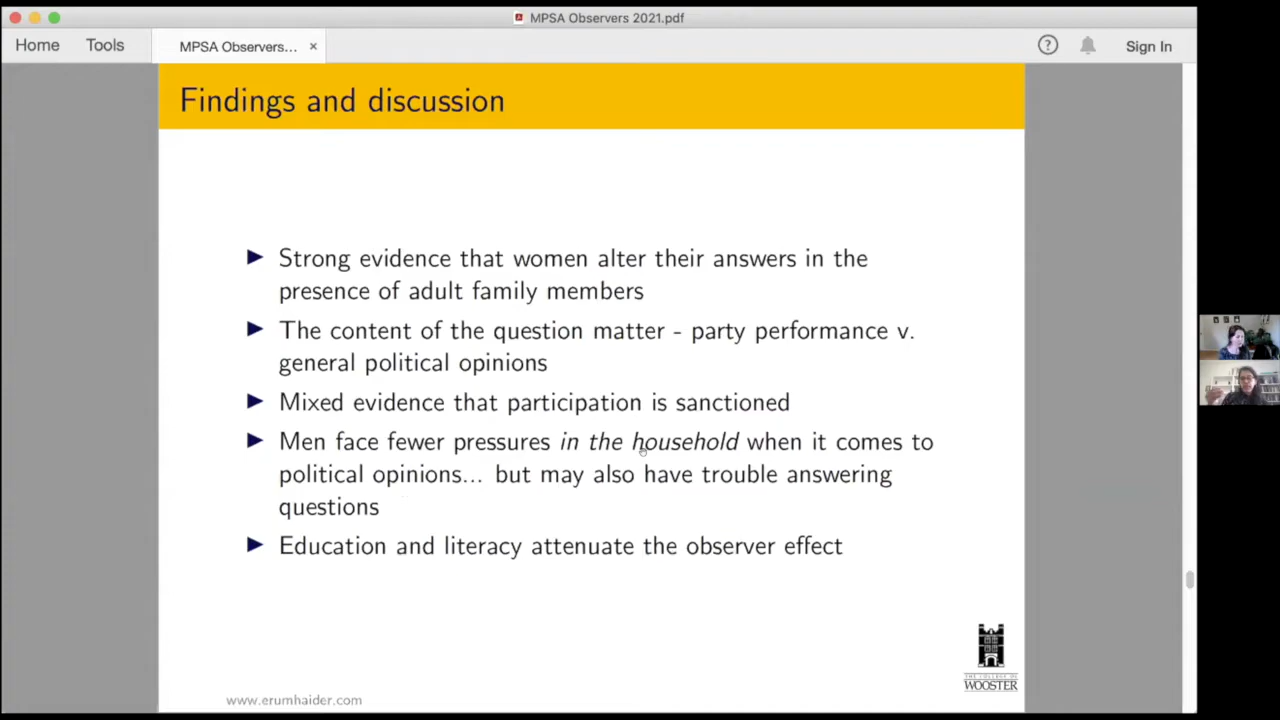 MPSA Observers 2021.pdf
Home
Tools
MPSA Observers...
×
?
Sign In
Findings and discussion
Strong evidence that women alter their answers in the
presence of adult family members
The content of the question matter - party performance v.
general political opinions
Mixed evidence that participation is sanctioned
Men face fewer pressures in the household when it comes to
political opinions... but may also have trouble answering
questions
Education and literacy attenuate the observer effect
THE COLLEGE OF
WOOSTER
www.erumhaider.com